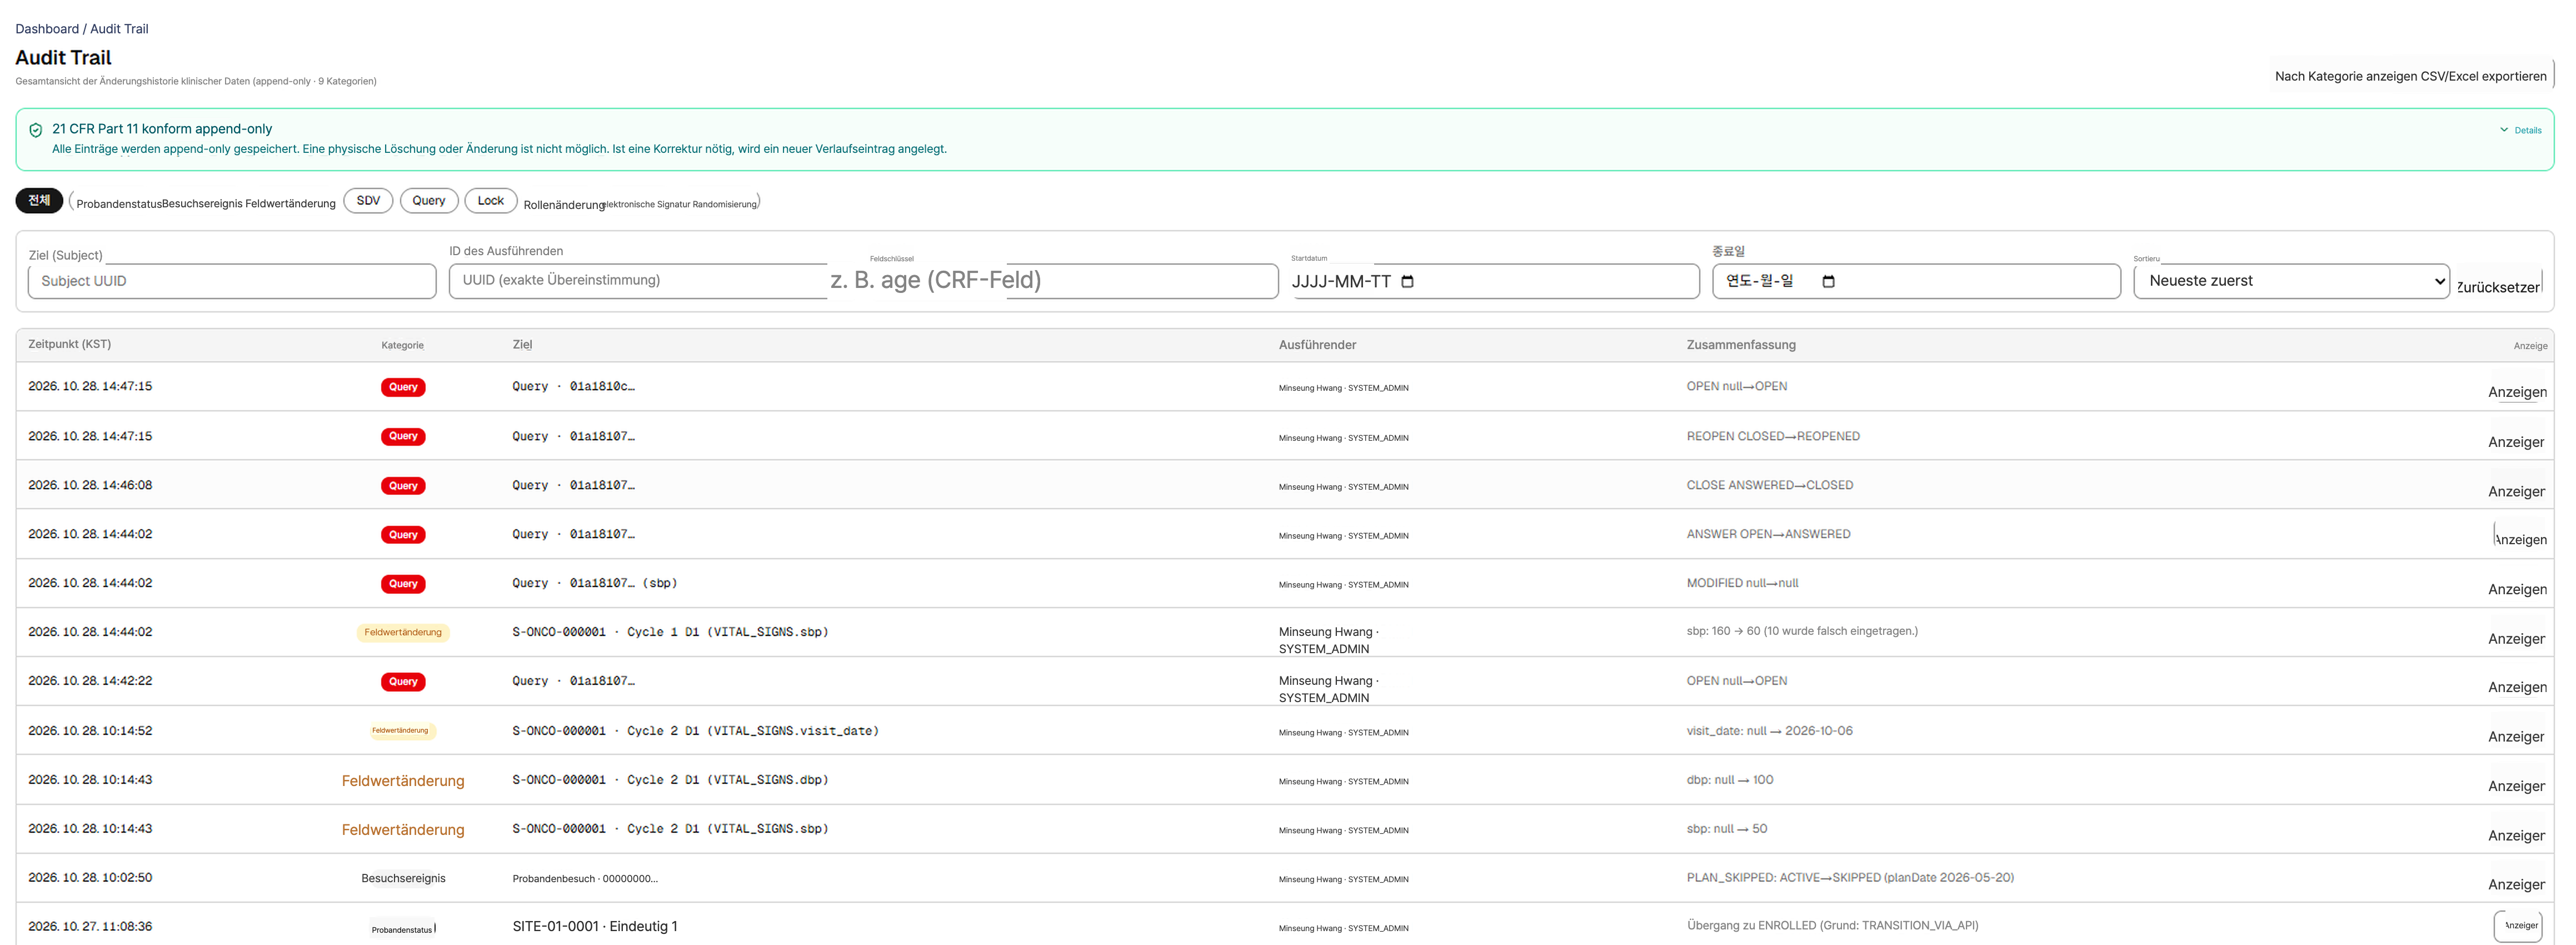 Dashboard / Audit Trail
Audit Trail
Gesamtansicht der Änderungshistorie klinischer Daten (append-only · 9 Kategorien)
Nach Kategorie anzeigen CSV/Excel exportieren
21 CFR Part 11 konform append-only
Details
Alle Einträge werden append-only gespeichert. Eine physische Löschung oder Änderung ist nicht möglich. Ist eine Korrektur nötig, wird ein neuer Verlaufseintrag angelegt.
전체 ProbandenstatusBesuchsereignis Feldwertänderung SDV Query Lock Rollenänderung elektronische Signatur Randomisierung
Ziel (Subject) ID des Ausführenden Feldschlüssel Startdatum 종료일 Sortieru
Subject UUID UUID (exakte Übereinstimmung) z. B. age (CRF-Feld) JJJJ-MM-TT 연도-월-일 Neueste zuerst Zurücksetzer
Zeitpunkt (KST) Kategorie Ziel Ausführender Zusammenfassung Anzeige
2026. 10. 28. 14:47:15 Query Query · 01a1810c… Minseung Hwang · SYSTEM_ADMIN OPEN null→OPEN Anzeigen
2026. 10. 28. 14:47:15 Query Query · 01a18107… Minseung Hwang · SYSTEM_ADMIN REOPEN CLOSED→REOPENED Anzeiger
2026. 10. 28. 14:46:08 Query Query · 01a18107… Minseung Hwang · SYSTEM_ADMIN CLOSE ANSWERED→CLOSED Anzeiger
2026. 10. 28. 14:44:02 Query Query · 01a18107… Minseung Hwang · SYSTEM_ADMIN ANSWER OPEN→ANSWERED Anzeigen
2026. 10. 28. 14:44:02 Query Query · 01a18107… (sbp) Minseung Hwang · SYSTEM_ADMIN MODIFIED null→null Anzeigen
2026. 10. 28. 14:44:02 Feldwertänderung S-ONCO-000001 · Cycle 1 D1 (VITAL_SIGNS.sbp) Minseung Hwang · SYSTEM_ADMIN sbp: 160 → 60 (10 wurde falsch eingetragen.) Anzeiger
2026. 10. 28. 14:42:22 Query Query · 01a18107… Minseung Hwang · SYSTEM_ADMIN OPEN null→OPEN Anzeigen
2026. 10. 28. 10:14:52 Feldwertänderung S-ONCO-000001 · Cycle 2 D1 (VITAL_SIGNS.visit_date) Minseung Hwang · SYSTEM_ADMIN visit_date: null → 2026-10-06 Anzeiger
2026. 10. 28. 10:14:43 Feldwertänderung S-ONCO-000001 · Cycle 2 D1 (VITAL_SIGNS.dbp) Minseung Hwang · SYSTEM_ADMIN dbp: null → 100 Anzeiger
2026. 10. 28. 10:14:43 Feldwertänderung S-ONCO-000001 · Cycle 2 D1 (VITAL_SIGNS.sbp) Minseung Hwang · SYSTEM_ADMIN sbp: null → 50 Anzeiger
2026. 10. 28. 10:02:50 Besuchsereignis Probandenbesuch · 00000000... Minseung Hwang · SYSTEM_ADMIN PLAN_SKIPPED: ACTIVE→SKIPPED (planDate 2026-05-20) Anzeiger
2026. 10. 27. 11:08:36 Probandenstatus SITE-01-0001 · Eindeutig 1 Minseung Hwang · SYSTEM_ADMIN Übergang zu ENROLLED (Grund: TRANSITION_VIA_API) Anzeiger